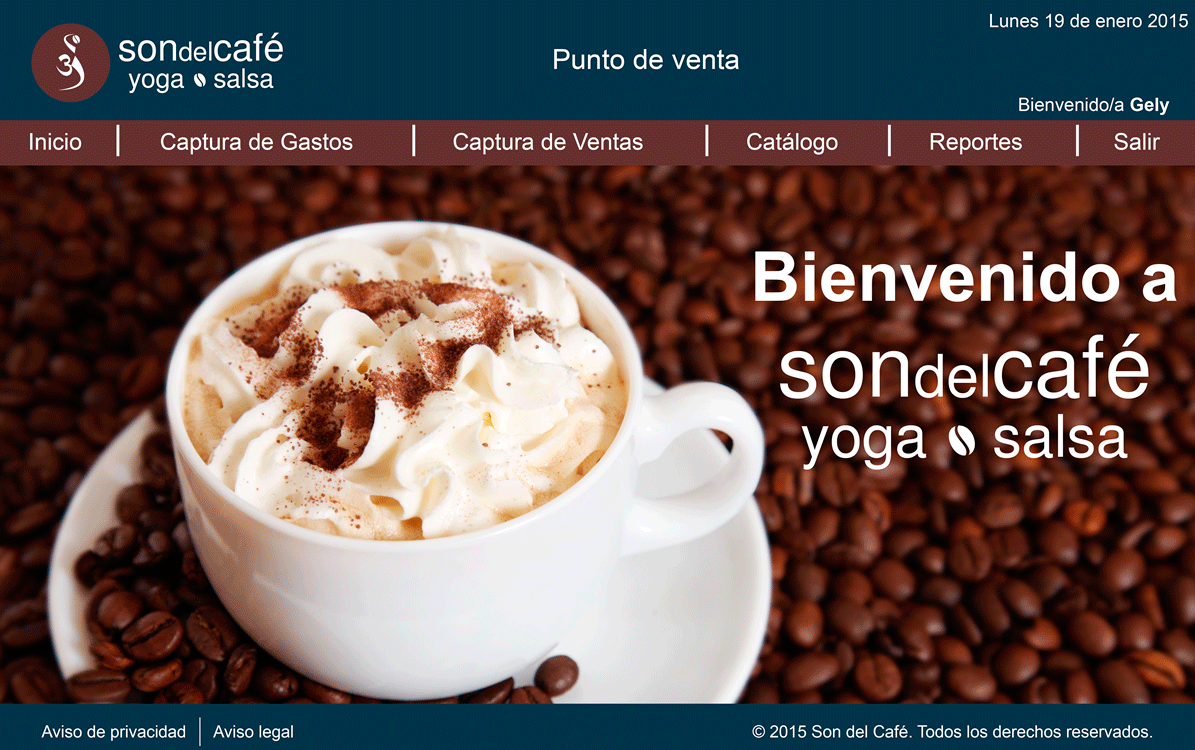 Lunes 19 de enero 2015
sondelcafé
yoga salsa
Punto de venta
Bienvenido/a Gely
Inicio Captura de Gastos Captura de Ventas Catálogo Reportes Salir
Bienvenido a
sondelcafé
yoga salsa
Aviso de privacidad Aviso legal © 2015 Son del Café. Todos los derechos reservados.